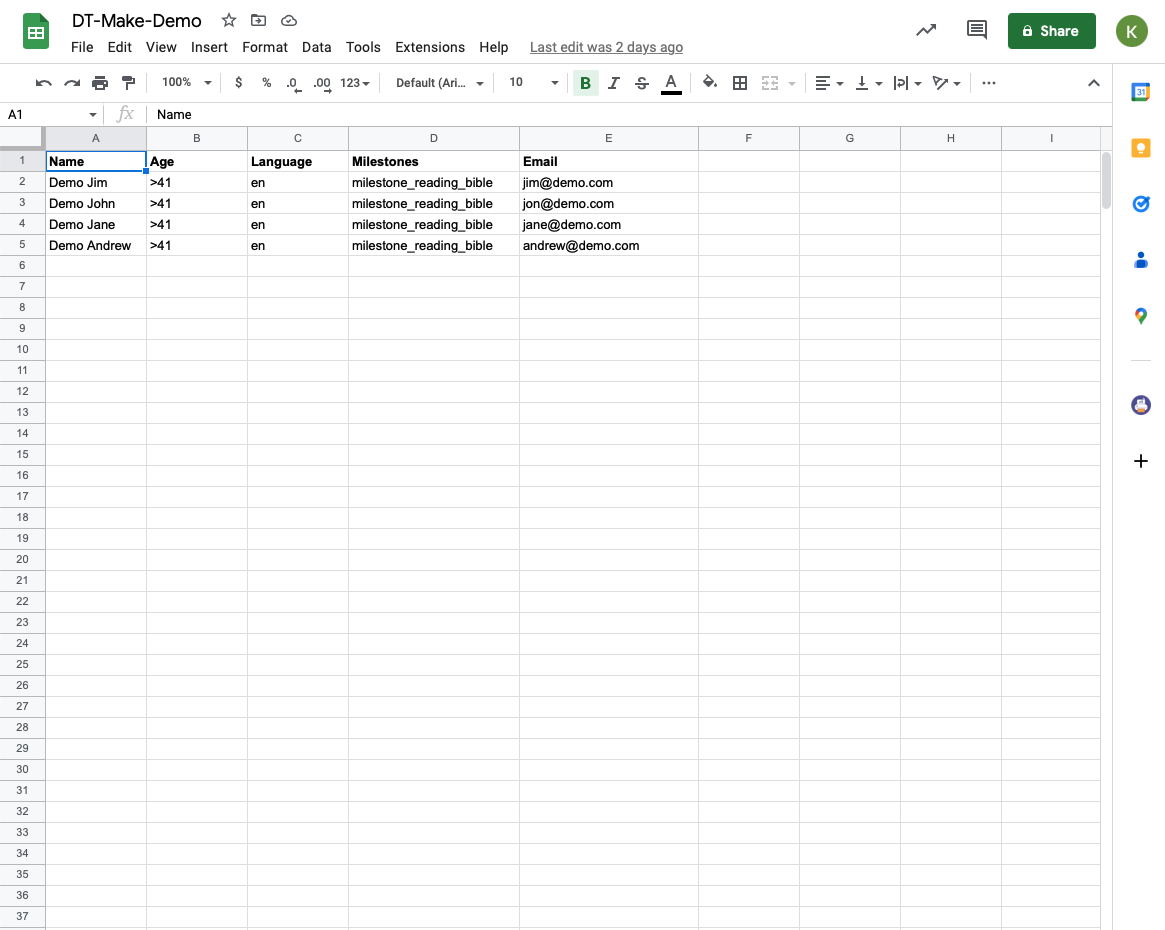 DT-Make-Demo
File Edit View Insert Format Data Tools Extensions Help Last edit was 2 days ago
Share
K
100% $ % .0 .00 123 Default (Ari... 10 B I S A
31
A1 fx Name
A B C D E F G H I
1 Name Age Language Milestones Email
2 Demo Jim >41 en milestone_reading_bible jim@demo.com
3 Demo John >41 en milestone_reading_bible jon@demo.com
4 Demo Jane >41 en milestone_reading_bible jane@demo.com
5 Demo Andrew >41 en milestone_reading_bible andrew@demo.com
6
7
8
9
10
11
12
13
14
15
16
17
18
19
20
21
22
23
24
25
26
27
28
29
30
31
32
33
34
35
36
37